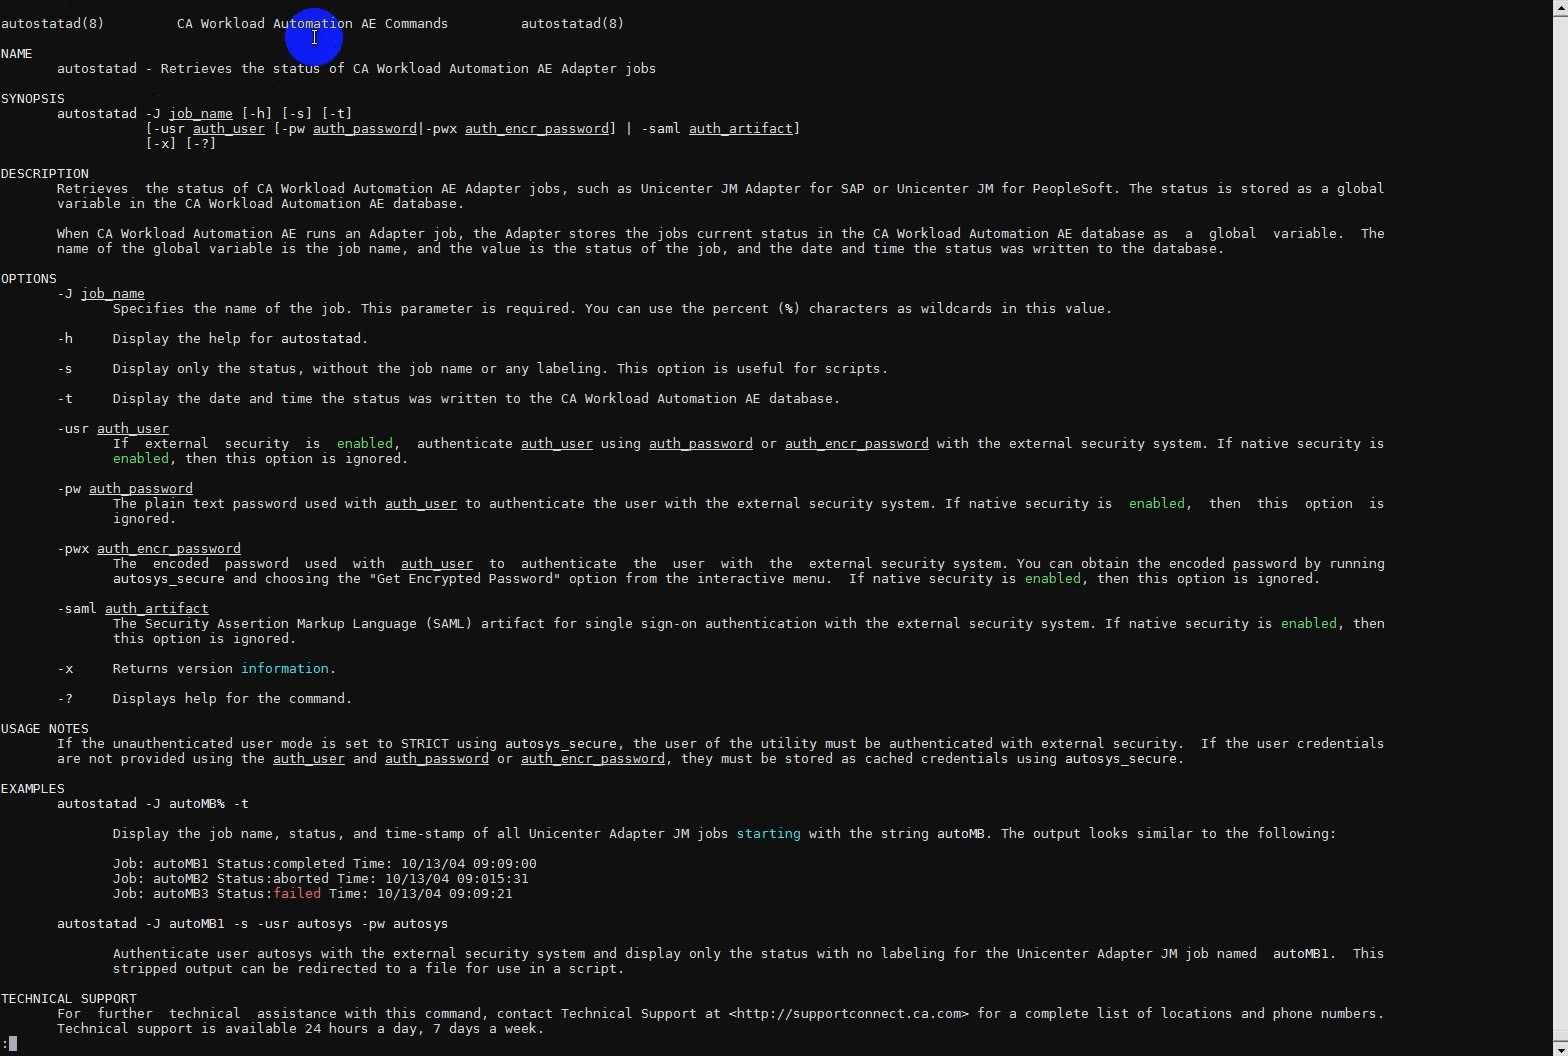 autostatad(8)         CA Workload Automation AE Commands         autostatad(8)
NAME
autostatad - Retrieves the status of CA Workload Automation AE Adapter jobs
SYNOPSIS
autostatad -J job_name [-h] [-s] [-t]
[-usr auth_user [-pw auth_password|-pwx auth_encr_password] | -saml auth_artifact]
[-x] [-?]
DESCRIPTION
Retrieves  the status of CA Workload Automation AE Adapter jobs, such as Unicenter JM Adapter for SAP or Unicenter JM for PeopleSoft. The status is stored as a global
variable in the CA Workload Automation AE database.
When CA Workload Automation AE runs an Adapter job, the Adapter stores the jobs current status in the CA Workload Automation AE database as  a  global  variable.  The
name of the global variable is the job name, and the value is the status of the job, and the date and time the status was written to the database.
OPTIONS
-J job_name
Specifies the name of the job. This parameter is required. You can use the percent (%) characters as wildcards in this value.
-h     Display the help for autostatad.
-s     Display only the status, without the job name or any labeling. This option is useful for scripts.
-t     Display the date and time the status was written to the CA Workload Automation AE database.
-usr auth_user
If  external  security  is  enabled,  authenticate auth_user using auth_password or auth_encr_password with the external security system. If native security is
enabled, then this option is ignored.
-pw auth_password
The plain text password used with auth_user to authenticate the user with the external security system. If native security is  enabled,  then  this  option  is
ignored.
-pwx auth_encr_password
The  encoded  password  used  with  auth_user  to  authenticate  the  user  with  the  external security system. You can obtain the encoded password by running
autosys_secure and choosing the "Get Encrypted Password" option from the interactive menu.  If native security is enabled, then this option is ignored.
-saml auth_artifact
The Security Assertion Markup Language (SAML) artifact for single sign-on authentication with the external security system. If native security is enabled, then
this option is ignored.
-x     Returns version information.
-?     Displays help for the command.
USAGE NOTES
If the unauthenticated user mode is set to STRICT using autosys_secure, the user of the utility must be authenticated with external security.  If the user credentials
are not provided using the auth_user and auth_password or auth_encr_password, they must be stored as cached credentials using autosys_secure.
EXAMPLES
autostatad -J autoMB% -t
Display the job name, status, and time-stamp of all Unicenter Adapter JM jobs starting with the string autoMB. The output looks similar to the following:
Job: autoMB1 Status:completed Time: 10/13/04 09:09:00
Job: autoMB2 Status:aborted Time: 10/13/04 09:015:31
Job: autoMB3 Status:failed Time: 10/13/04 09:09:21
autostatad -J autoMB1 -s -usr autosys -pw autosys
Authenticate user autosys with the external security system and display only the status with no labeling for the Unicenter Adapter JM job named  autoMB1.  This
stripped output can be redirected to a file for use in a script.
TECHNICAL SUPPORT
For  further  technical  assistance with this command, contact Technical Support at <http://supportconnect.ca.com> for a complete list of locations and phone numbers.
Technical support is available 24 hours a day, 7 days a week.
: